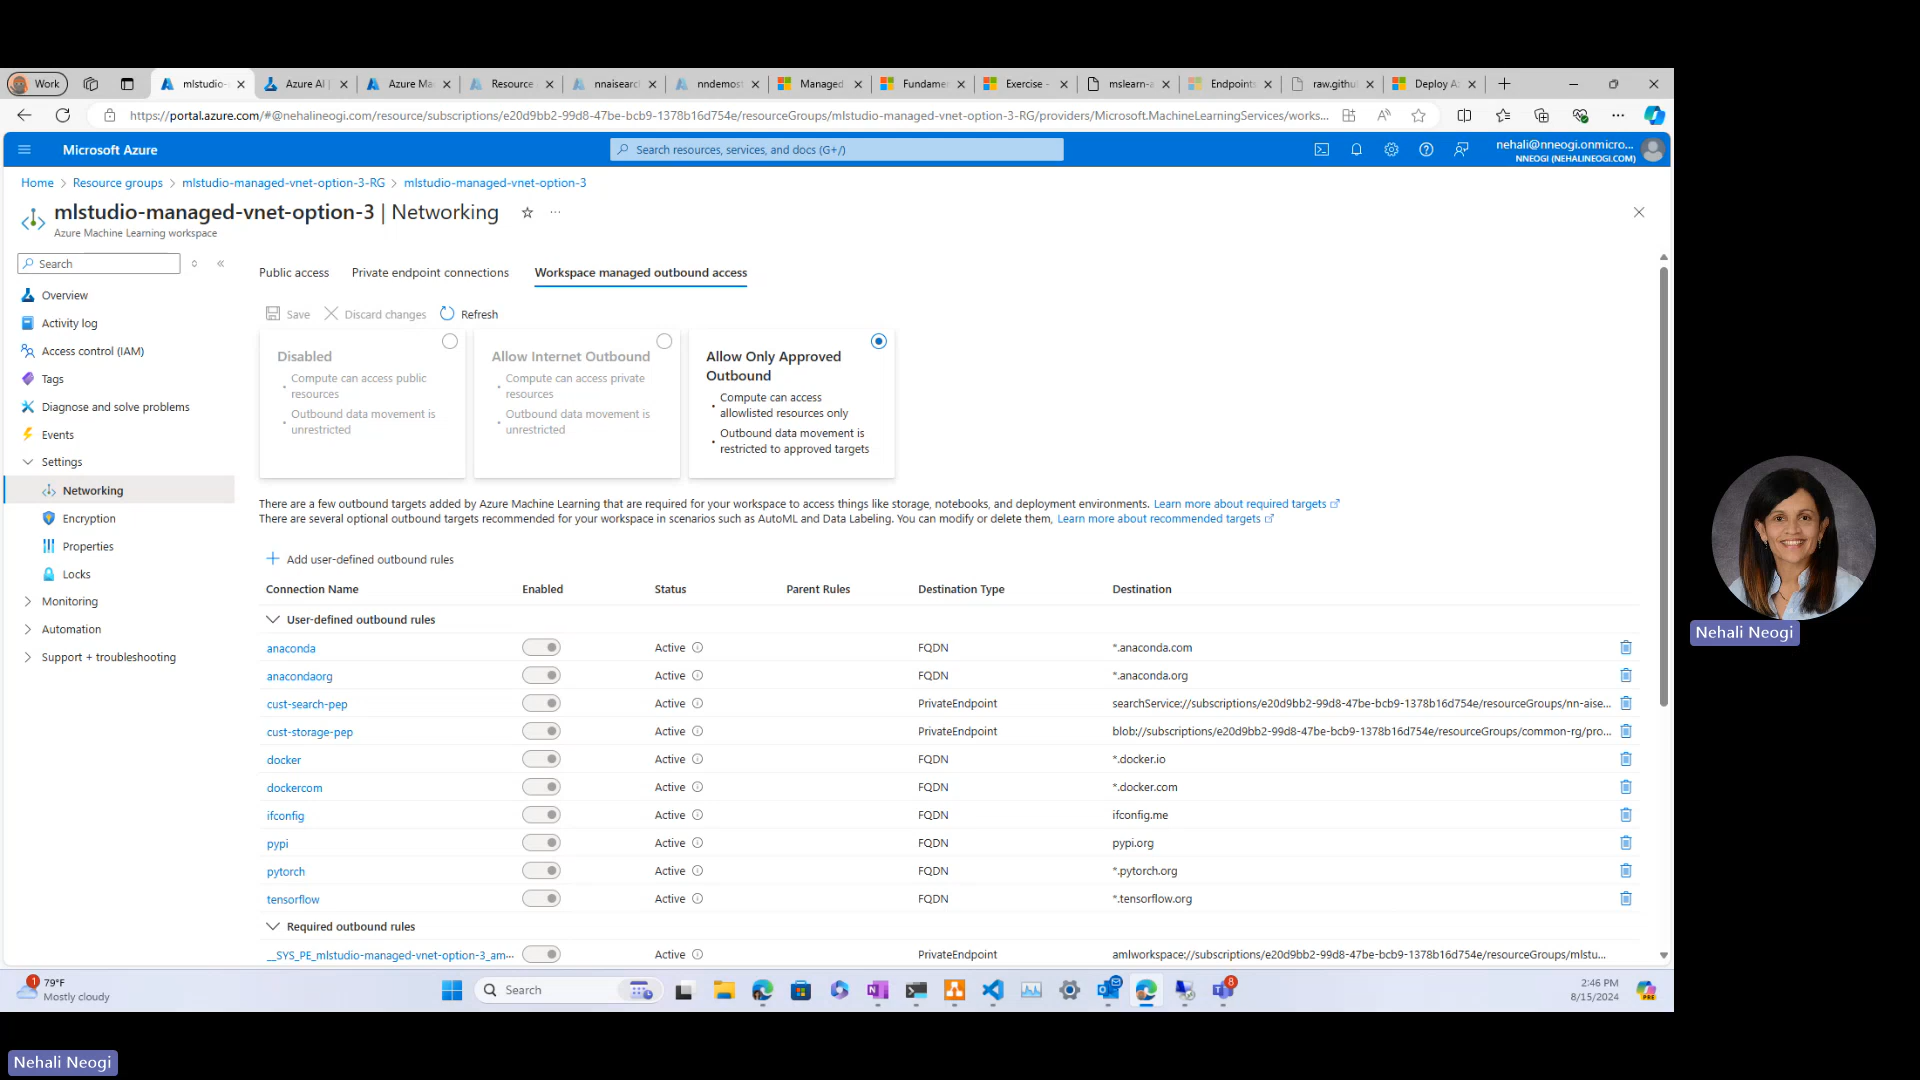 Work
mlstudio-
Azure AI |
Azure Ma
Resource
nnaisearc
nndemost
Managed
Fundame
Exercise -
mslearn-a
Endpoints
raw.githu
Deploy A
https://portal.azure.com/#@nehalineogi.com/resource/subscriptions/e20d9bb2-99d8-47be-bcb9-1378b16d754e/resourceGroups/mlstudio-managed-vnet-option-3-RG/providers/Microsoft.MachineLearningServices/works...
Microsoft Azure
Search resources, services, and docs (G+/)
nehali@nneogi.onmicro...
NNEOGI (NEHALINEOGI.COM)
Home > Resource groups > mlstudio-managed-vnet-option-3-RG > mlstudio-managed-vnet-option-3
mlstudio-managed-vnet-option-3 | Networking
Azure Machine Learning workspace
Search
Overview
Activity log
Access control (IAM)
Tags
Diagnose and solve problems
Events
Settings
Networking
Encryption
Properties
Locks
Monitoring
Automation
Support + troubleshooting
Public access Private endpoint connections Workspace managed outbound access
Save Discard changes Refresh
Disabled
Compute can access public
resources
Outbound data movement is
unrestricted
Allow Internet Outbound
Compute can access private
resources
Outbound data movement is
unrestricted
Allow Only Approved
Outbound
Compute can access
allowlisted resources only
Outbound data movement is
restricted to approved targets
There are a few outbound targets added by Azure Machine Learning that are required for your workspace to access things like storage, notebooks, and deployment environments. Learn more about required targets
There are several optional outbound targets recommended for your workspace in scenarios such as AutoML and Data Labeling. You can modify or delete them, Learn more about recommended targets
Add user-defined outbound rules
Connection Name Enabled Status Parent Rules Destination Type Destination
User-defined outbound rules
anaconda Active FQDN *.anaconda.com
anacondaorg Active FQDN *.anaconda.org
cust-search-pep Active PrivateEndpoint searchService://subscriptions/e20d9bb2-99d8-47be-bcb9-1378b16d754e/resourceGroups/nn-aise...
cust-storage-pep Active PrivateEndpoint blob://subscriptions/e20d9bb2-99d8-47be-bcb9-1378b16d754e/resourceGroups/common-rg/pro...
docker Active FQDN *.docker.io
dockercom Active FQDN *.docker.com
ifconfig Active FQDN ifconfig.me
pypi Active FQDN pypi.org
pytorch Active FQDN *.pytorch.org
tensorflow Active FQDN *.tensorflow.org
Required outbound rules
__SYS_PE_mlstudio-managed-vnet-option-3_am... Active PrivateEndpoint amlworkspace://subscriptions/e20d9bb2-99d8-47be-bcb9-1378b16d754e/resourceGroups/mlstu...
1
79°F
Mostly cloudy
Search
8
2:46 PM
8/15/2024
PRE
Nehali Neogi
Nehali Neogi